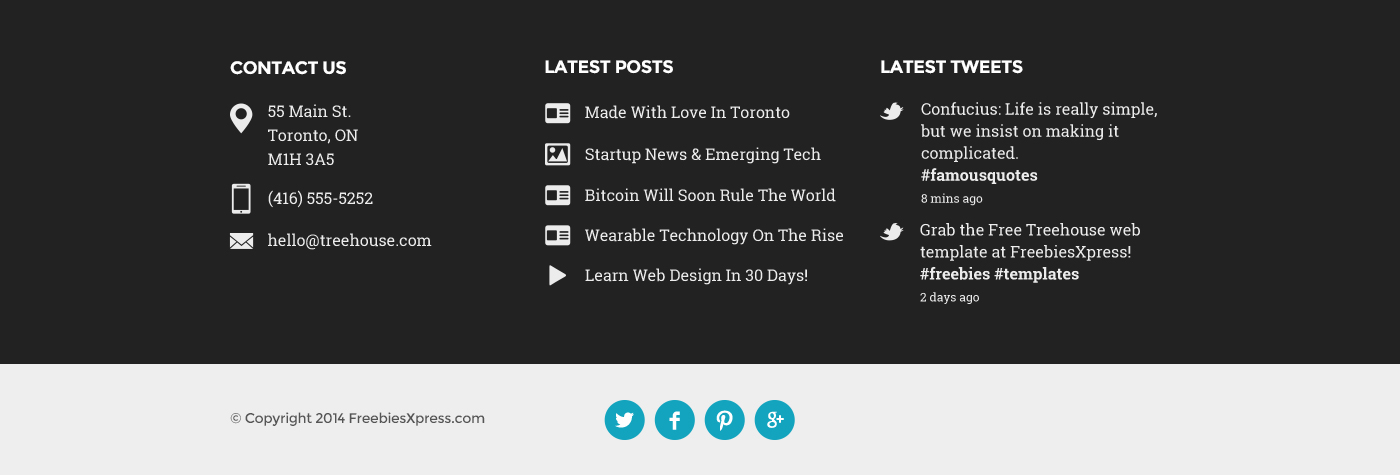 CONTACT US
55 Main St.
Toronto, ON
M1H 3A5
(416) 555-5252
hello@treehouse.com
LATEST POSTS
Made With Love In Toronto
Startup News & Emerging Tech
Bitcoin Will Soon Rule The World
Wearable Technology On The Rise
Learn Web Design In 30 Days!
LATEST TWEETS
Confucius: Life is really simple,
but we insist on making it
complicated.
#famousquotes
8 mins ago
Grab the Free Treehouse web
template at FreebiesXpress!
#freebies #templates
2 days ago
© Copyright 2014 FreebiesXpress.com